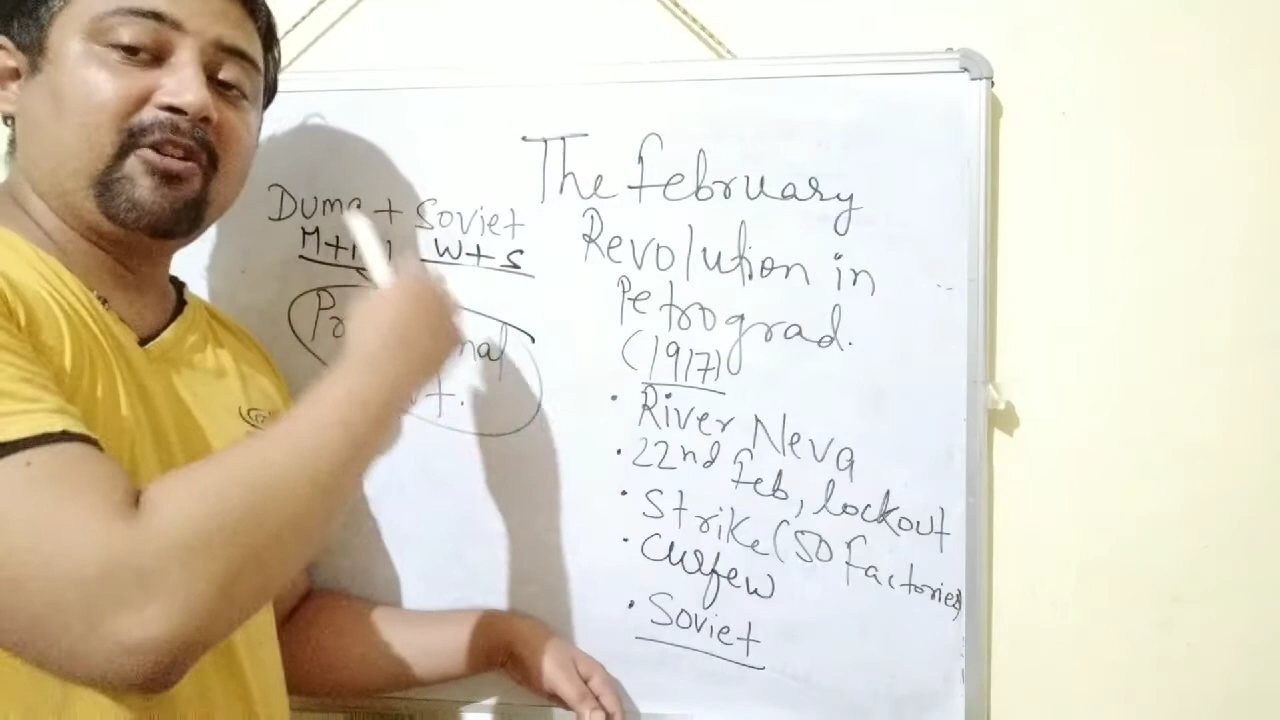 Duma + Soviet
W+S
The February
Revolution in
Petrograd.
(1917)
• River Neva
• 22nd Feb, lockout
• Strike (50 factories)
• Curfew
• Soviet